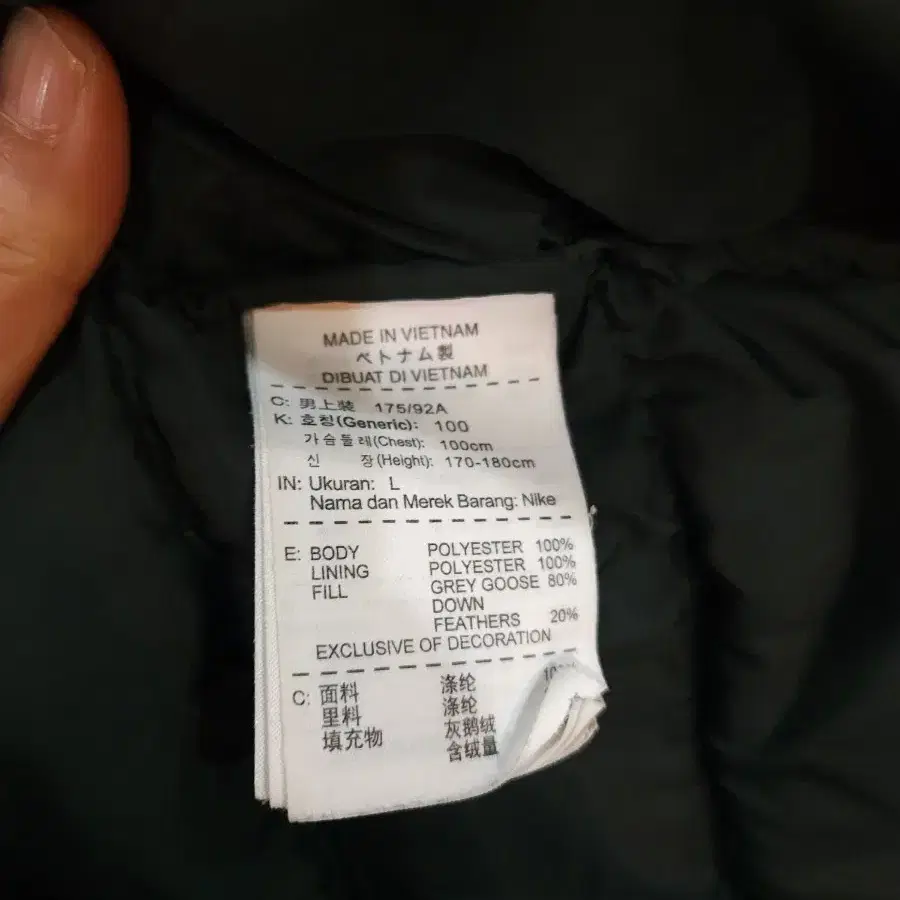 MADE IN VIETNAM
ベトナム製
DIBUAT DI VIETNAM
C: 男上装 175/92A
K: 호칭(Generic): 100
가슴둘레(Chest): 100cm
신 장(Height): 170-180cm
IN: Ukuran: L
Nama dan Merek Barang: Nike
E: BODY POLYESTER 100%
LINING POLYESTER 100%
FILL GREY GOOSE 80%
DOWN
FEATHERS 20%
EXCLUSIVE OF DECORATION
C: 面料 涤纶
里料 涤纶
填充物 灰鹅绒
含绒量